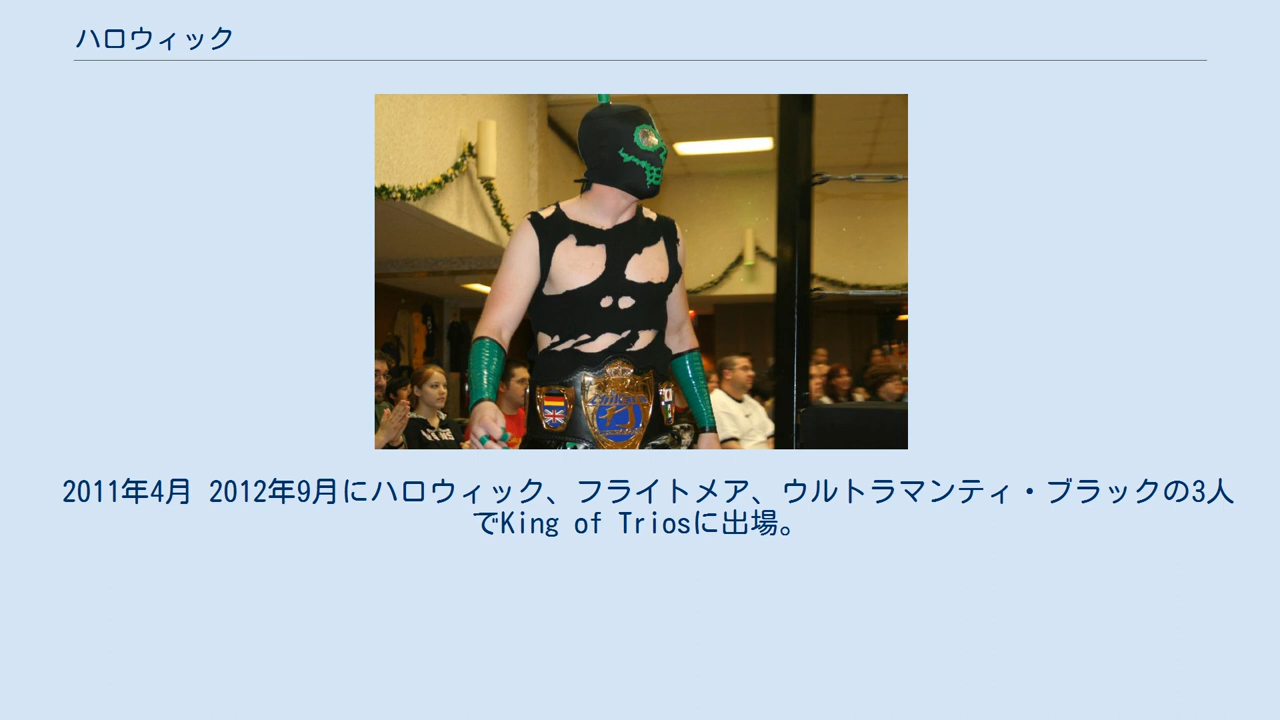 ハロウィック
Chikara
2011年4月 2012年9月にハロウィック、フライトメア、ウルトラマンティ・ブラックの3人
でKing of Triosに出場。